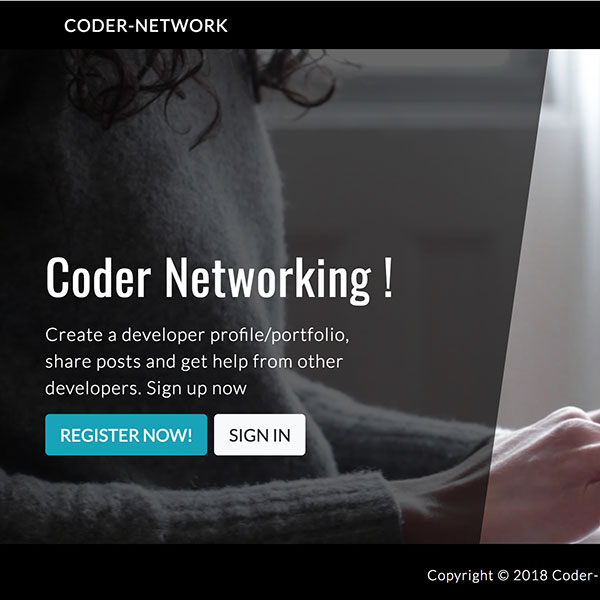 CODER-NETWORK
Coder Networking !
Create a developer profile/portfolio,
share posts and get help from other
developers. Sign up now
REGISTER NOW! SIGN IN
Copyright © 2018 Coder-